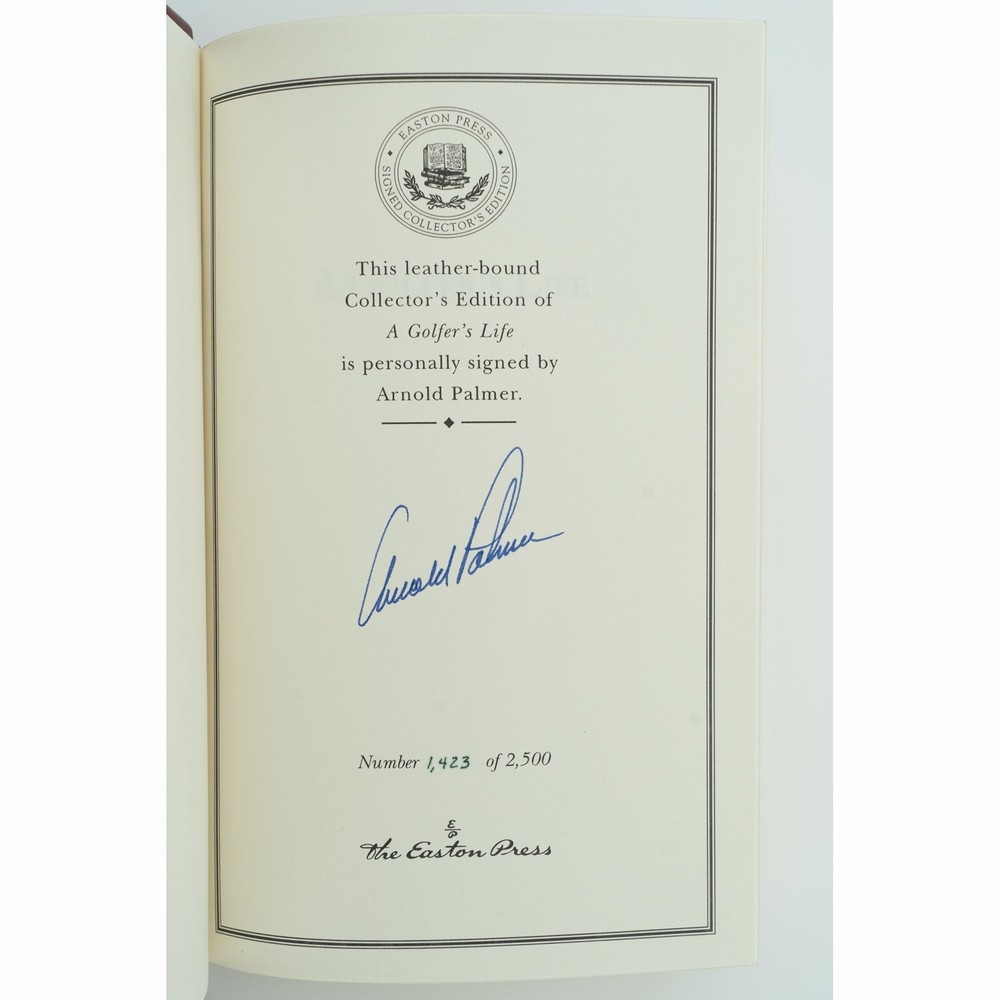 EASTON PRESS
SIGNED COLLECTOR'S EDITION
This leather-bound
Collector's Edition of
A Golfer's Life
is personally signed by
Arnold Palmer.
Arnold Palmer
Number 1,423 of 2,500
E
P
The Easton Press